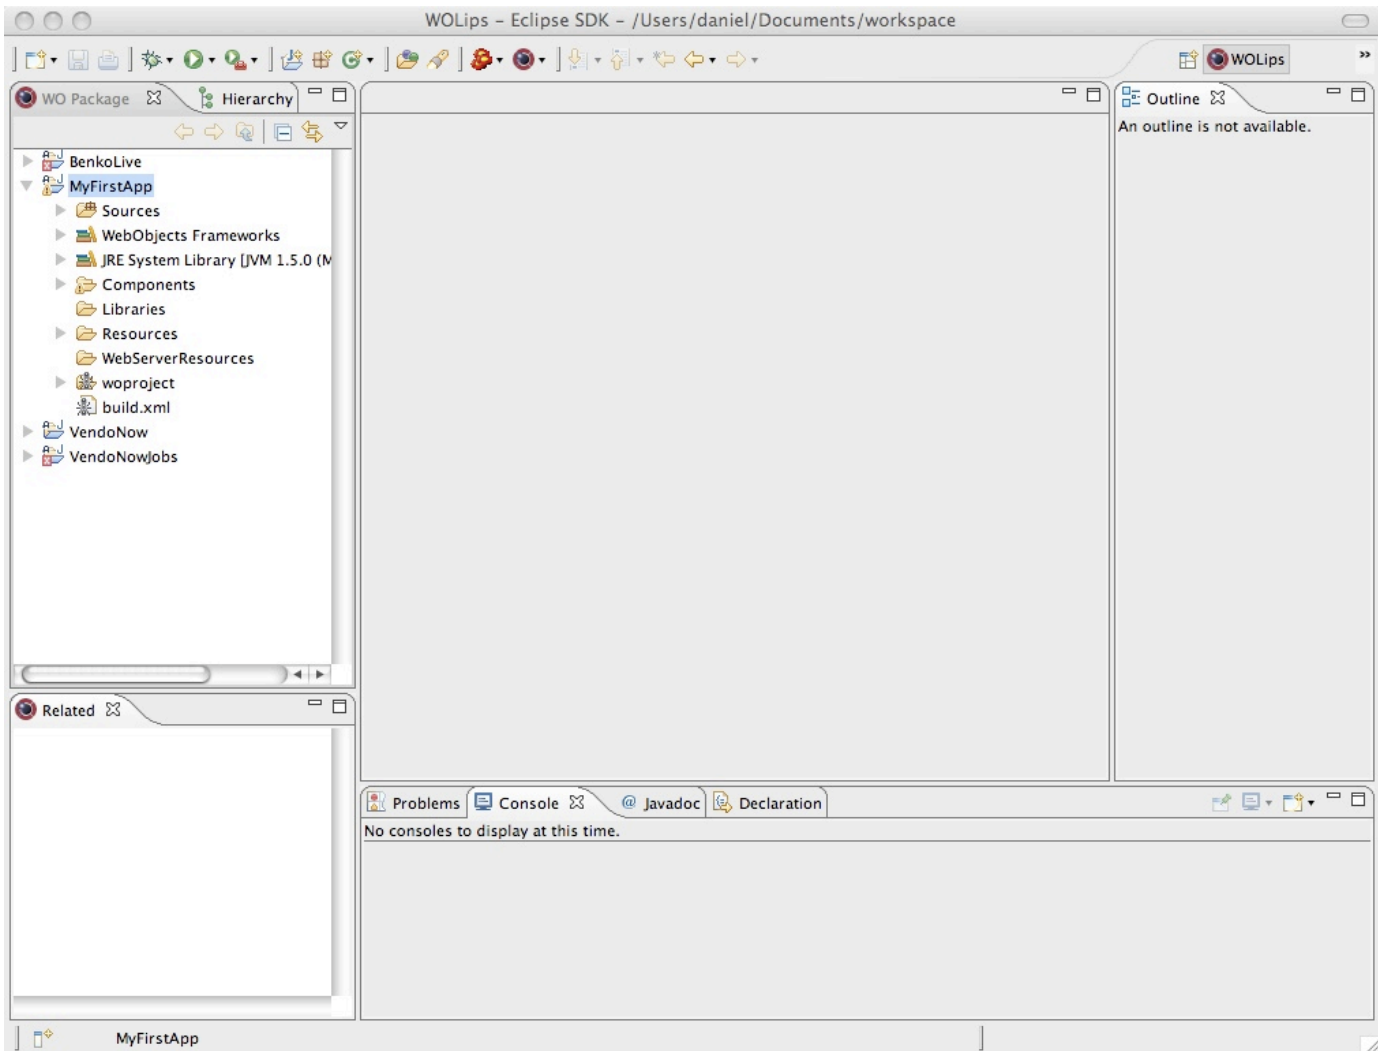 WOLips – Eclipse SDK – /Users/daniel/Documents/workspace
WOLips
WO Package
Hierarchy
Outline
An outline is not available.
BenkoLive
MyFirstApp
Sources
WebObjects Frameworks
JRE System Library [JVM 1.5.0 (M
Components
Libraries
Resources
WebServerResources
woproject
build.xml
VendoNow
VendoNowJobs
Related
Problems
Console
@ Javadoc
Declaration
No consoles to display at this time.
MyFirstApp